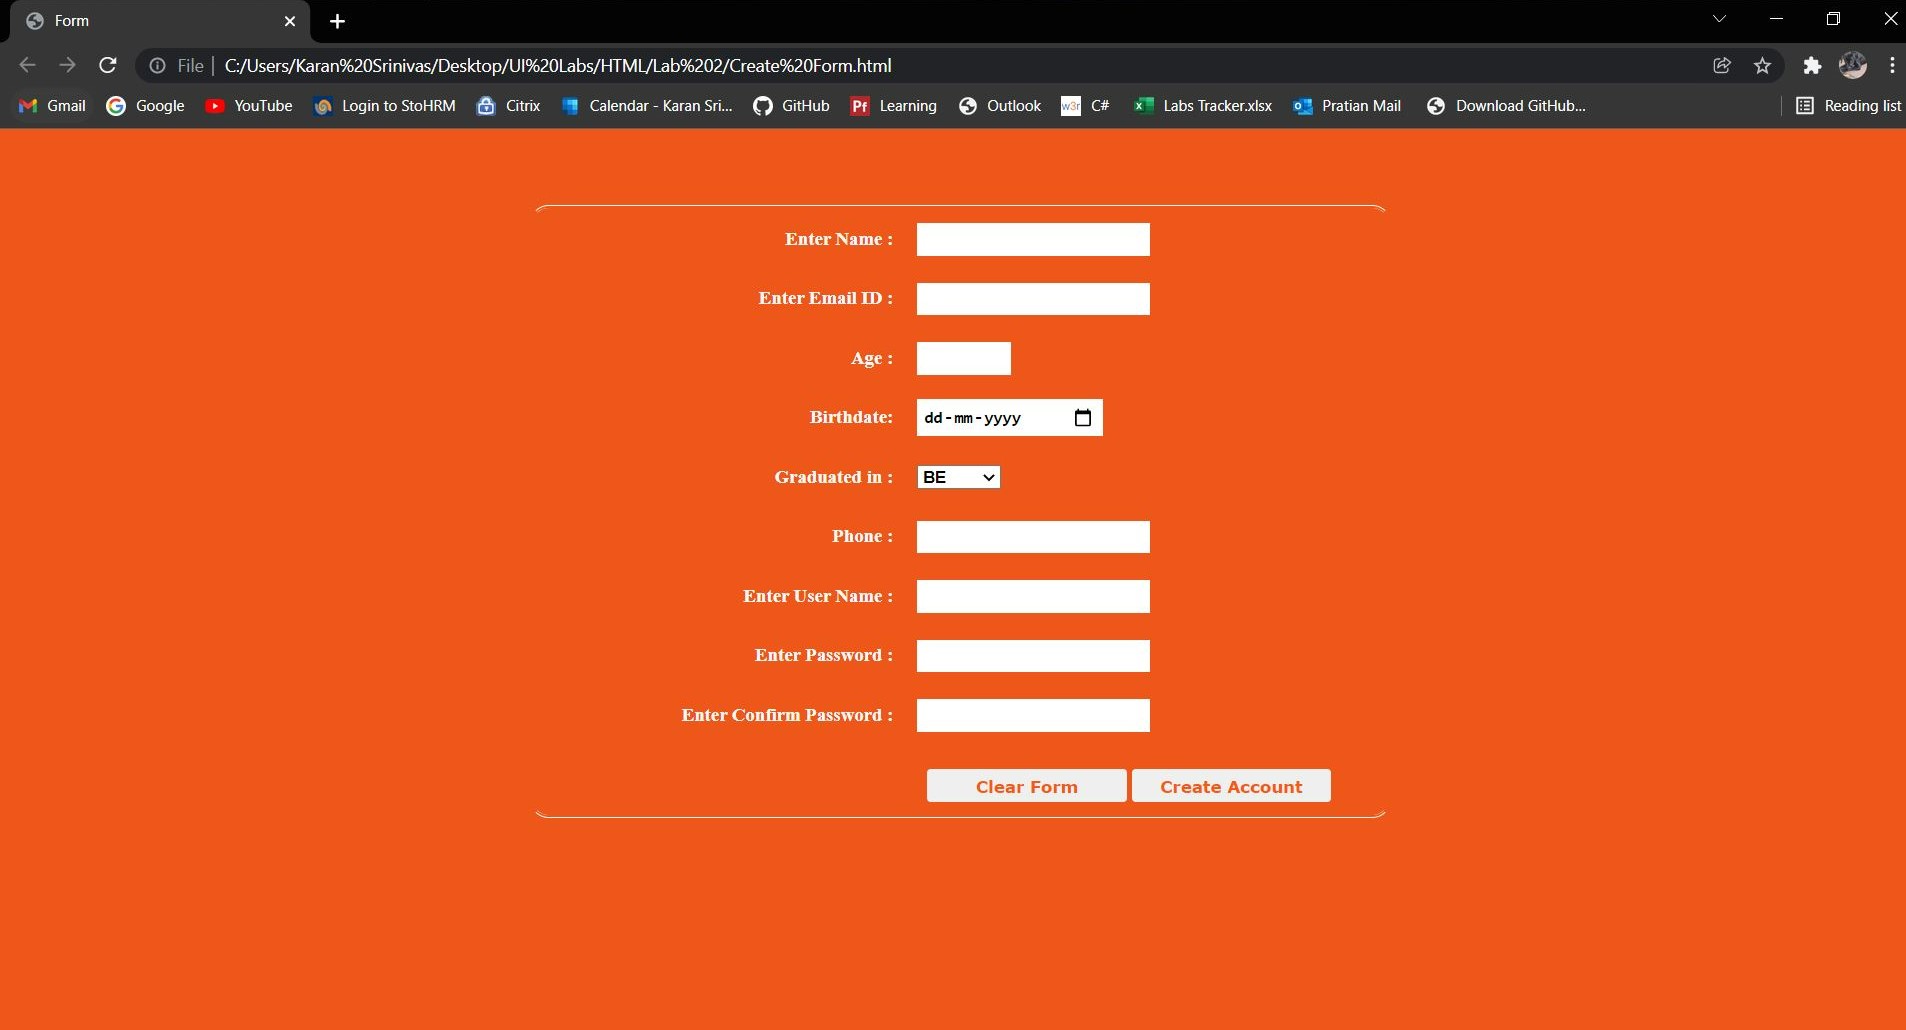 Form
File | C:/Users/Karan%20Srinivas/Desktop/UI%20Labs/HTML/Lab%202/Create%20Form.html
Gmail Google YouTube Login to StoHRM Citrix Calendar - Karan Sri... GitHub Pf Learning Outlook w3r C# Labs Tracker.xlsx Pratian Mail Download GitHub... Reading list
Enter Name :
Enter Email ID :
Age :
Birthdate: dd-mm-yyyy
Graduated in : BE
Phone :
Enter User Name :
Enter Password :
Enter Confirm Password :
Clear Form Create Account